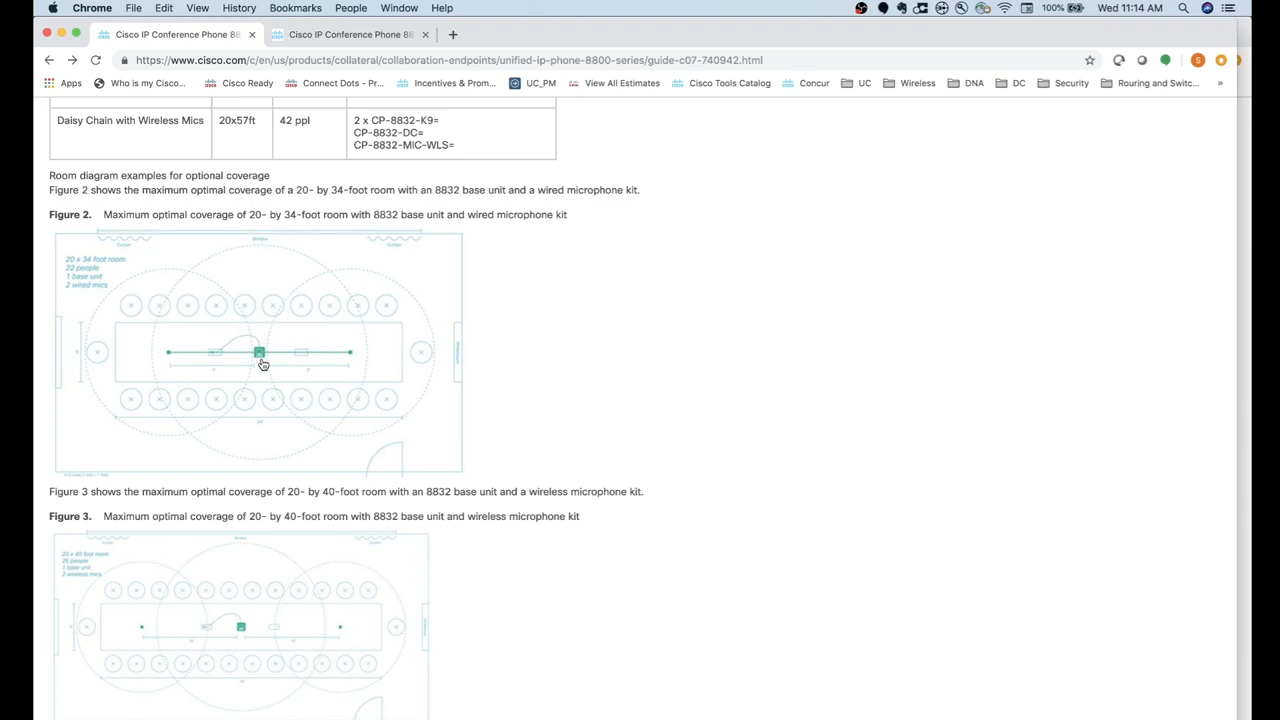 Chrome File Edit View History Bookmarks People Window Help 100% Wed 11:14 AM
Cisco IP Conference Phone 88 Cisco IP Conference Phone 88
https://www.cisco.com/c/en/us/products/collateral/collaboration-endpoints/unified-ip-phone-8800-series/guide-c07-740942.html
Apps Who is my Cisco... Cisco Ready Connect Dots - Pr... Incentives & Prom... UC_PM View All Estimates Cisco Tools Catalog Concur UC Wireless DNA DC Security Rouring and Switc... »
Daisy Chain with Wireless Mics 20x57ft 42 ppl 2 x CP-8832-K9=
CP-8832-DC=
CP-8832-MIC-WLS=
Room diagram examples for optional coverage
Figure 2 shows the maximum optimal coverage of a 20- by 34-foot room with an 8832 base unit and a wired microphone kit.
Figure 2. Maximum optimal coverage of 20- by 34-foot room with 8832 base unit and wired microphone kit
Window
20 x 34 foot room
22 people
1 base unit
2 wired mics
Figure 3 shows the maximum optimal coverage of 20- by 40-foot room with an 8832 base unit and a wireless microphone kit.
Figure 3. Maximum optimal coverage of 20- by 40-foot room with 8832 base unit and wireless microphone kit
Window
20 x 40 foot room
26 people
1 base unit
2 wireless mics